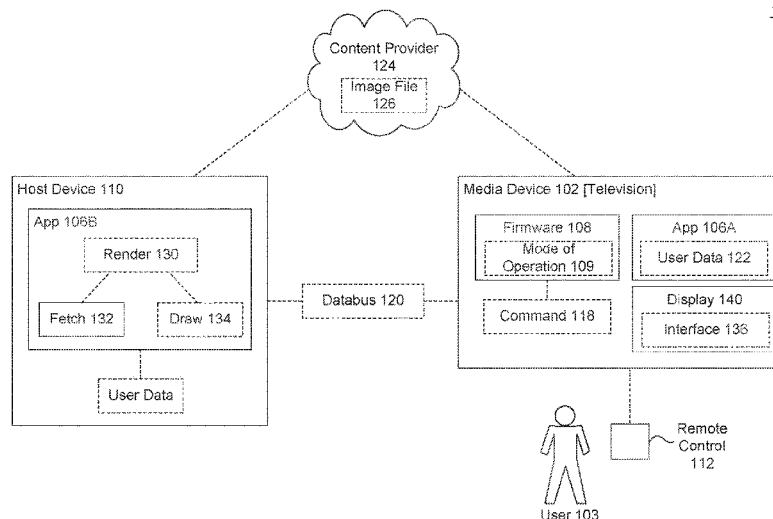 Content Provider
124
Image File
126
Host Device 110
App 106B
Render 130
Fetch 132
Draw 134
User Data
Databus 120
Media Device 102 [Television]
Firmware 108
Mode of
Operation 109
Command 118
App 106A
User Data 122
Display 140
Interface 136
User 103
Remote
Control
112